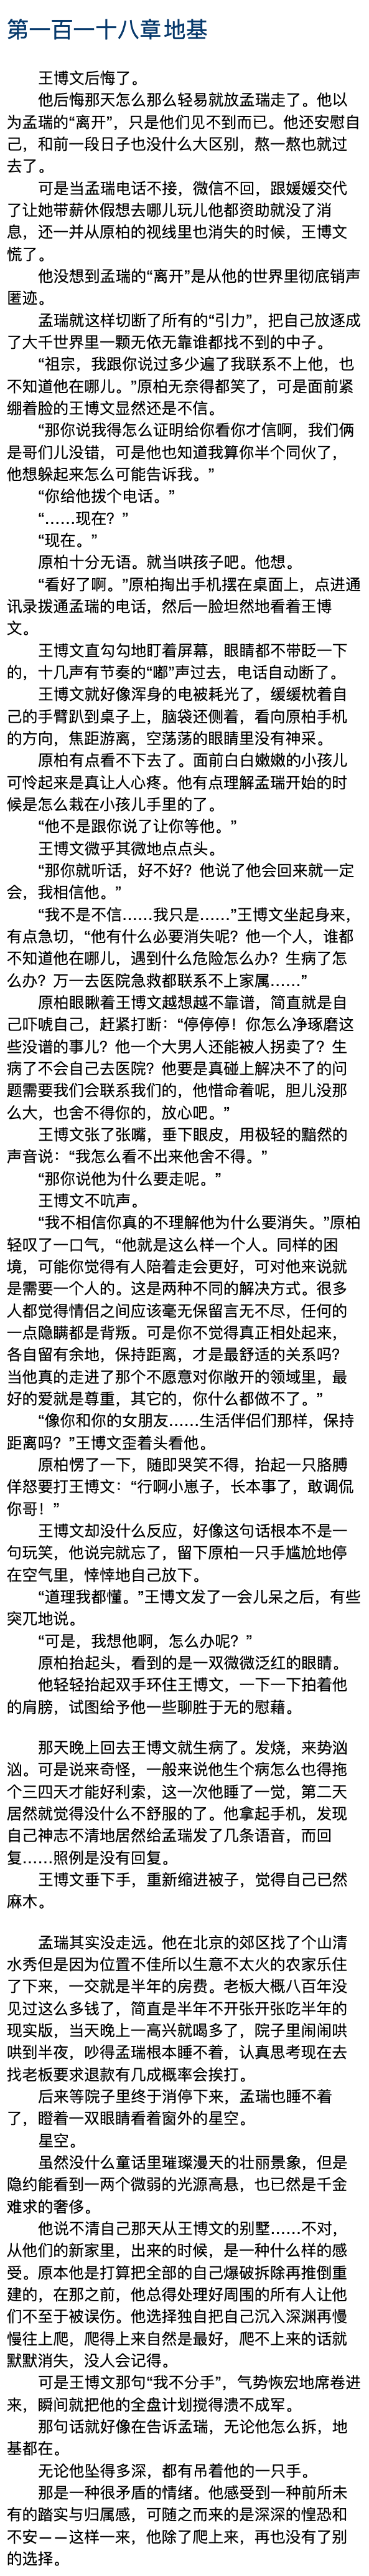 第一百一十八章 地基
王博文后悔了。
他后悔那天怎么那么轻易就放孟瑞走了。他以
为孟瑞的“离开”，只是他们见不到而已。他还安慰自
己，和前一段日子也没什么大区别，熬一熬也就过
去了。
可是当孟瑞电话不接，微信不回，跟媛媛交代
了让她带薪休假想去哪儿玩儿他都资助就没了消
息，还一并从原柏的视线里也消失的时候，王博文
慌了。
他没想到孟瑞的“离开”是从他的世界里彻底销声
匿迹。
孟瑞就这样切断了所有的“引力”，把自己放逐成
了大千世界里一颗无依无靠谁都找不到的中子。
“祖宗，我跟你说过多少遍了我联系不上他，也
不知道他在哪儿。”原柏无奈得都笑了，可是面前紧
绷着脸的王博文显然还是不信。
“那你说我得怎么证明给你看你才信啊，我们俩
是哥们儿没错，可是他也知道我算你半个同伙了，
他想躲起来怎么可能告诉我。”
“你给他拨个电话。”
“……现在？”
“现在。”
原柏十分无语。就当哄孩子吧。他想。
“看好了啊。”原柏掏出手机摆在桌面上，点进通
讯录拨通孟瑞的电话，然后一脸坦然地看着王博
文。
王博文直勾勾地盯着屏幕，眼睛都不带眨一下
的，十几声有节奏的“嘟”声过去，电话自动断了。
王博文就好像浑身的电被耗光了，缓缓枕着自
己的手臂趴到桌子上，脑袋还侧着，看向原柏手机
的方向，焦距游离，空荡荡的眼睛里没有神采。
原柏有点看不下去了。面前白白嫩嫩的小孩儿
可怜起来是真让人心疼。他有点理解孟瑞开始的时
候是怎么栽在小孩儿手里的了。
“他不是跟你说了让你等他。”
王博文微乎其微地点点头。
“那你就听话，好不好？他说了他会回来就一定
会，我相信他。”
“我不是不信……我只是……”王博文坐起身来，
有点急切，“他有什么必要消失呢？他一个人，谁都
不知道他在哪儿，遇到什么危险怎么办？生病了怎
么办？万一去医院急救都联系不上家属……”
原柏眼瞅着王博文越想越不靠谱，简直就是自
己吓唬自己，赶紧打断：“停停停！你怎么净琢磨这
些没谱的事儿？他一个大男人还能被人拐卖了？生
病了不会自己去医院？他要是真碰上解决不了的问
题需要我们会联系我们的，他惜命着呢，胆儿没那
么大，也舍不得你的，放心吧。”
王博文张了张嘴，垂下眼皮，用极轻的黯然的
声音说：“我怎么看不出来他舍不得。”
“那你说他为什么要走呢。”
王博文不吭声。
“我不相信你真的不理解他为什么要消失。”原柏
轻叹了一口气，“他就是这么样一个人。同样的困
境，可能你觉得有人陪着走会更好，可对他来说就
是需要一个人的。这是两种不同的解决方式。很多
人都觉得情侣之间应该毫无保留言无不尽，任何的
一点隐瞒都是背叛。可是你不觉得真正相处起来，
各自留有余地，保持距离，才是最舒适的关系吗？
当他真的走进了那个不愿意对你敞开的领域里，最
好的爱就是尊重，其它的，你什么都做不了。”
“像你和你的女朋友……生活伴侣们那样，保持
距离吗？”王博文歪着头看他。
原柏愣了一下，随即哭笑不得，抬起一只胳膊
佯怒要打王博文：“行啊小崽子，长本事了，敢调侃
你哥！”
王博文却没什么反应，好像这句话根本不是一
句玩笑，他说完就忘了，留下原柏一只手尴尬地停
在空气里，悻悻地自己放下。
“道理我都懂。”王博文发了一会儿呆之后，有些
突兀地说。
“可是，我想他啊，怎么办呢？”
原柏抬起头，看到的是一双微微泛红的眼睛。
他轻轻抬起双手环住王博文，一下一下拍着他
的肩膀，试图给予他一些聊胜于无的慰藉。
那天晚上回去王博文就生病了。发烧，来势汹
汹。可是说来奇怪，一般来说他生个病怎么也得拖
个三四天才能好利索，这一次他睡了一觉，第二天
居然就觉得没什么不舒服的了。他拿起手机，发现
自己神志不清地居然给孟瑞发了几条语音，而回
复……照例是没有回复。
王博文垂下手，重新缩进被子，觉得自己已然
麻木。
孟瑞其实没走远。他在北京的郊区找了个山清
水秀但是因为位置不佳所以生意不太火的农家乐住
了下来，一交就是半年的房费。老板大概八百年没
见过这么多钱了，简直是半年不开张开张吃半年的
现实版，当天晚上一高兴就喝多了，院子里闹闹哄
哄到半夜，吵得孟瑞根本睡不着，认真思考现在去
找老板要求退款有几成概率会挨打。
后来等院子里终于消停下来，孟瑞也睡不着
了，瞪着一双眼睛看着窗外的星空。
星空。
虽然没什么童话里璀璨漫天的壮丽景象，但是
隐约能看到一两个微弱的光源高悬，也已然是千金
难求的奢侈。
他说不清自己那天从王博文的别墅……不对，
从他们的新家里，出来的时候，是一种什么样的感
受。原本他是打算把全部的自己爆破拆除再推倒重
建的，在那之前，他总得处理好周围的所有人让他
们不至于被误伤。他选择独自把自己沉入深渊再慢
慢往上爬，爬得上来自然是最好，爬不上来的话就
默默消失，没人会记得。
可是王博文那句“我不分手”，气势恢宏地席卷进
来，瞬间就把他的全盘计划搅得溃不成军。
那句话就好像在告诉孟瑞，无论他怎么拆，地
基都在。
无论他坠得多深，都有吊着他的一只手。
那是一种很矛盾的情绪。他感受到一种前所未
有的踏实与归属感，可随之而来的是深深的惶恐和
不安——这样一来，他除了爬上来，再也没有了别
的选择。